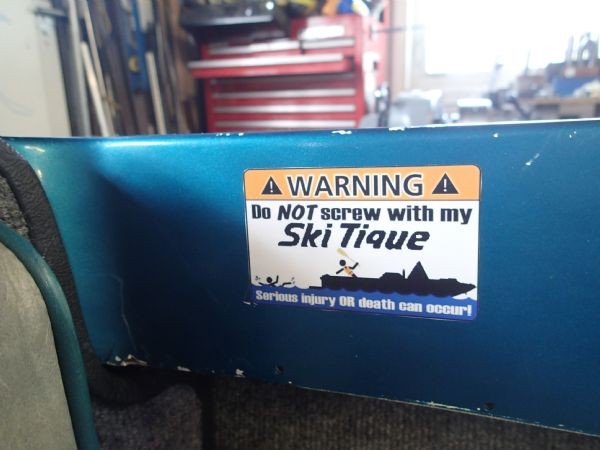 WARNING
Do NOT screw with my
Ski Tique
Serious injury OR death can occur!